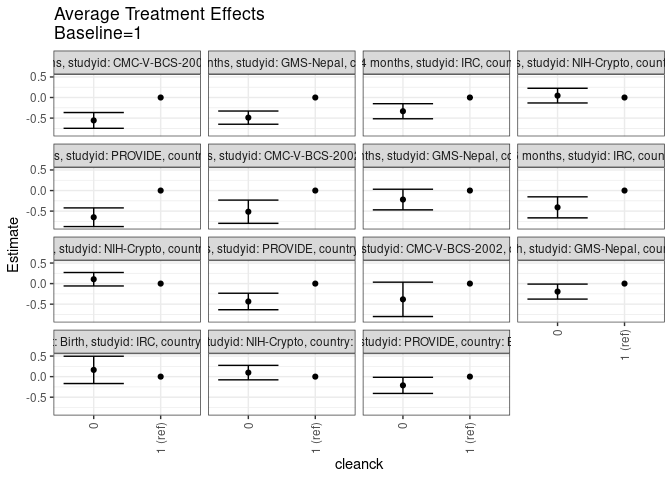 Average Treatment Effects
Baseline=1
ns, studyid: CMC-V-BCS-200
nths, studyid: GMS-Nepal, c
4 months, studyid: IRC, coun
s, studyid: NIH-Crypto, count
0.5
0.0
-0.5
s, studyid: PROVIDE, country
s, studyid: CMC-V-BCS-2002
nths, studyid: GMS-Nepal, co
months, studyid: IRC, count
0.5
0.0
-0.5
, studyid: NIH-Crypto, country
s, studyid: PROVIDE, country
studyid: CMC-V-BCS-2002,
h, studyid: GMS-Nepal, coun
0.5
0.0
-0.5
: Birth, studyid: IRC, country
tudyid: NIH-Crypto, country:
studyid: PROVIDE, country:
0.5
0.0
-0.5
Estimate
0
1 (ref)
0
1 (ref)
0
1 (ref)
0
1 (ref)
cleanck